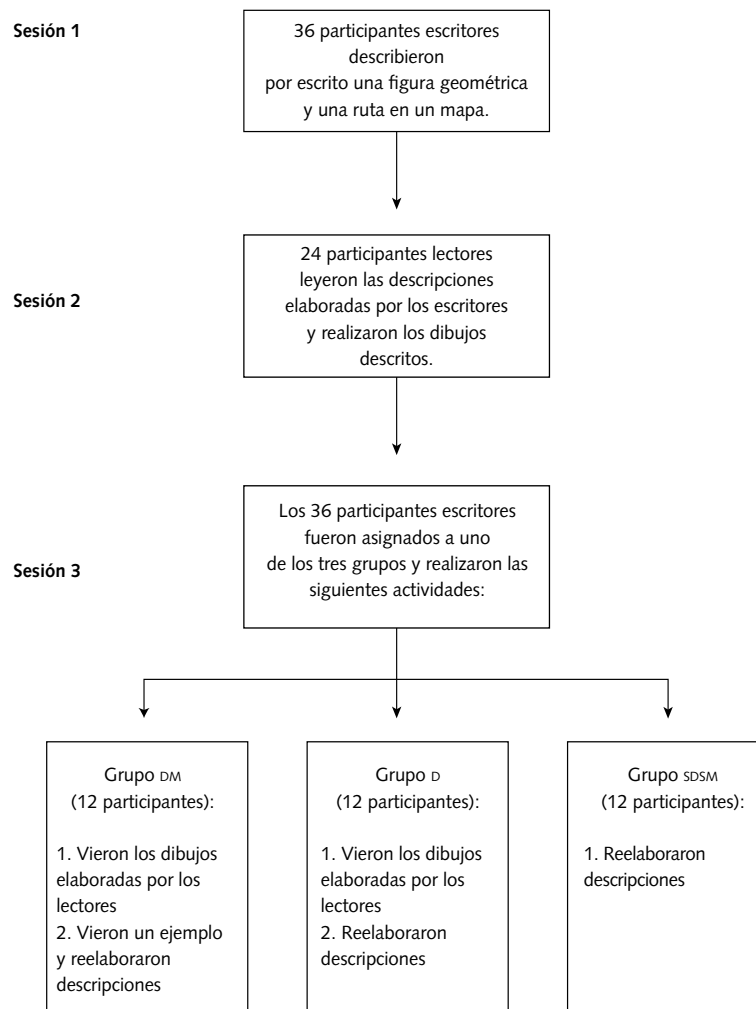 Sesión 1
36 participantes escritores
describieron
por escrito una figura geométrica
y una ruta en un mapa.
Sesión 2
24 participantes lectores
leyeron las descripciones
elaboradas por los escritores
y realizaron los dibujos
descritos.
Sesión 3
Los 36 participantes escritores
fueron asignados a uno
de los tres grupos y realizaron las
siguientes actividades:
Grupo DM
(12 participantes):
1. Vieron los dibujos
elaboradas por los
lectores
2. Vieron un ejemplo
y reelaboraron
descripciones
Grupo D
(12 participantes):
1. Vieron los dibujos
elaboradas por los
lectores
2. Reelaboraron
descripciones
Grupo SDSM
(12 participantes):
1. Reelaboraron
descripciones